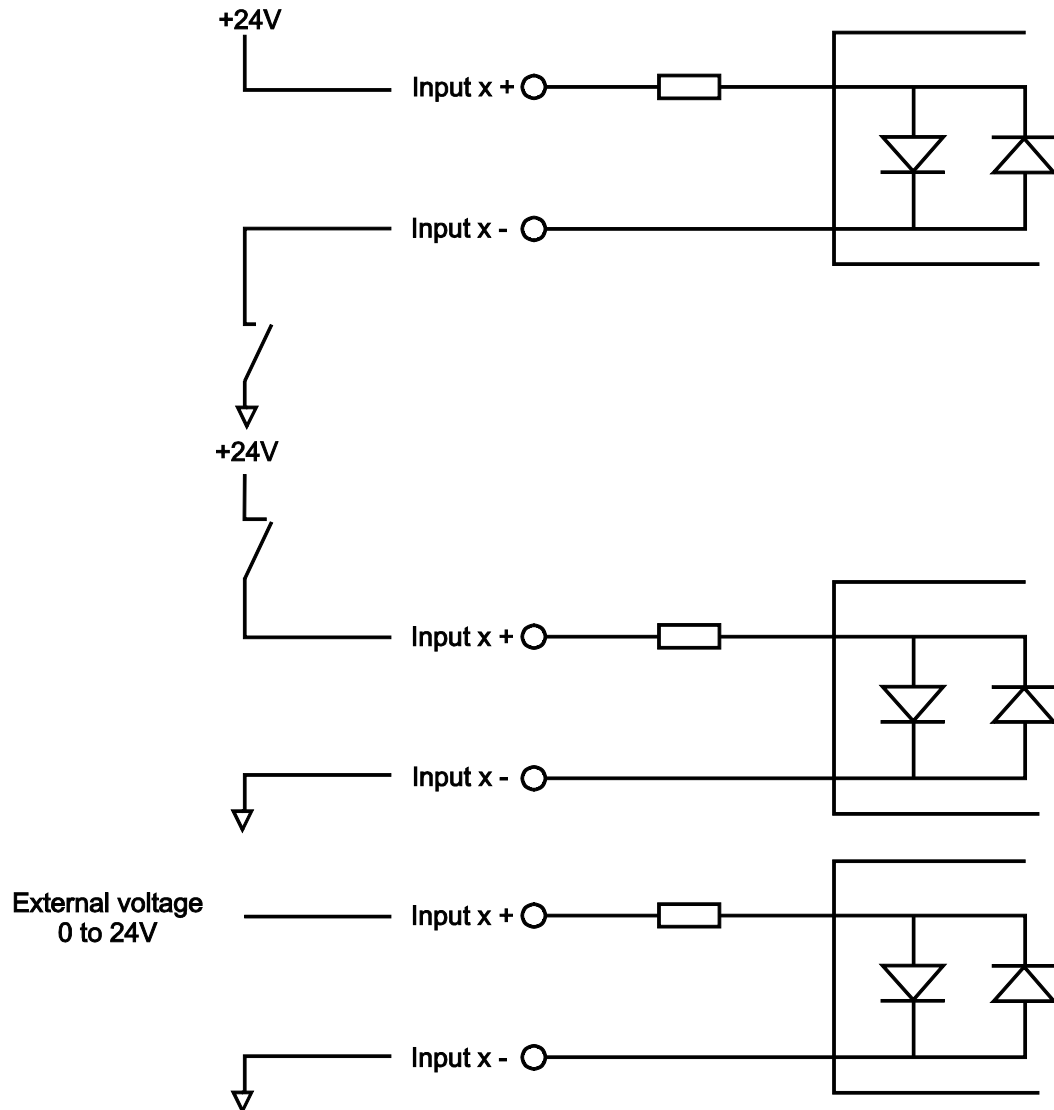 +24V
Input x +
Input x -
+24V
Input x +
Input x -
External voltage
0 to 24V
Input x +
Input x -